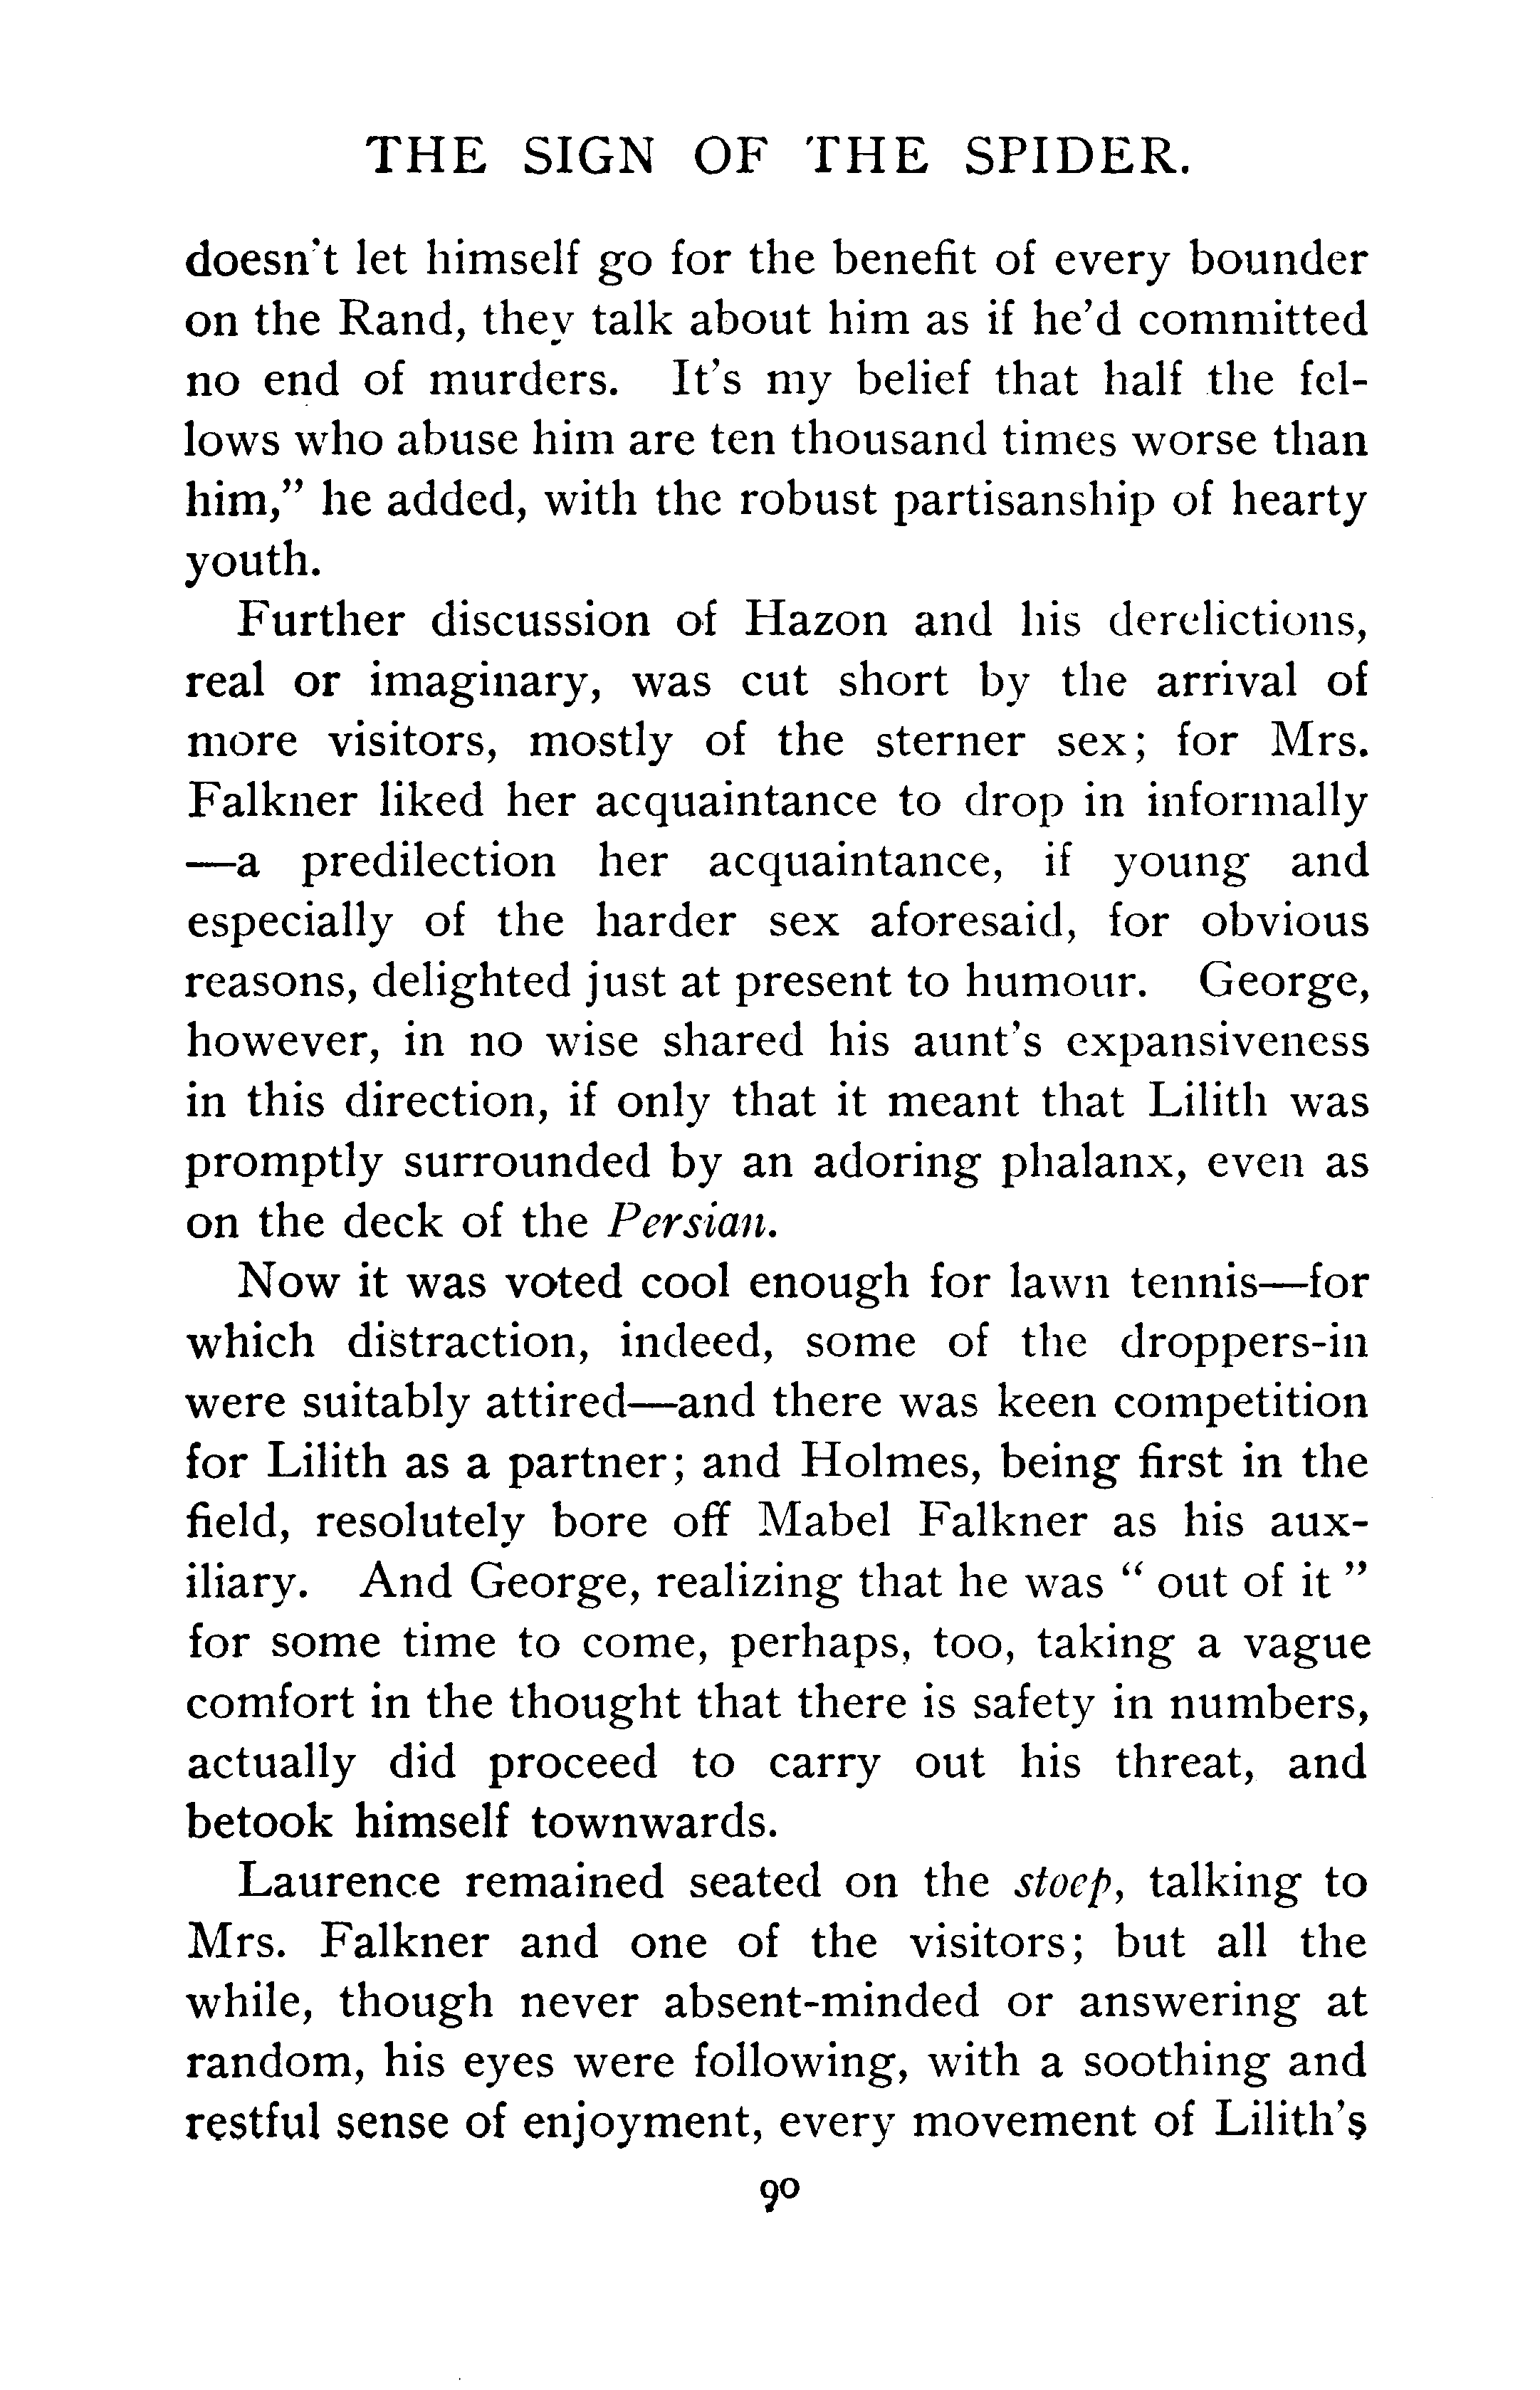 THE SIGN OF THE SPIDER.
doesn't let himself go for the benefit of every bounder
on the Rand, they talk about him as if he'd committed
no end of murders. It's my belief that half the fel-
lows who abuse him are ten thousand times worse than
him,” he added, with the robust partisanship of hearty
youth.
Further discussion of Hazon and his derelictions,
real or imaginary, was cut short by the arrival of
more visitors, mostly of the sterner sex; for Mrs.
Falkner liked her acquaintance to drop in informally
—a predilection her acquaintance, if young and
especially of the harder sex aforesaid, for obvious
reasons, delighted just at present to humour. George,
however, in no wise shared his aunt's expansiveness
in this direction, if only that it meant that Lilith was
promptly surrounded by an adoring phalanx, even as
on the deck of the Persian.
Now it was voted cool enough for lawn tennis—for
which distraction, indeed, some of the droppers-in
were suitably attired—and there was keen competition
for Lilith as a partner; and Holmes, being first in the
field, resolutely bore off Mabel Falkner as his aux-
iliary. And George, realizing that he was “ out of it ”
for some time to come, perhaps, too, taking a vague
comfort in the thought that there is safety in numbers,
actually did proceed to carry out his threat, and
betook himself townwards.
Laurence remained seated on the stoep, talking to
Mrs. Falkner and one of the visitors; but all the
while, though never absent-minded or answering at
random, his eyes were following, with a soothing and
restful sense of enjoyment, every movement of Lilith's
90